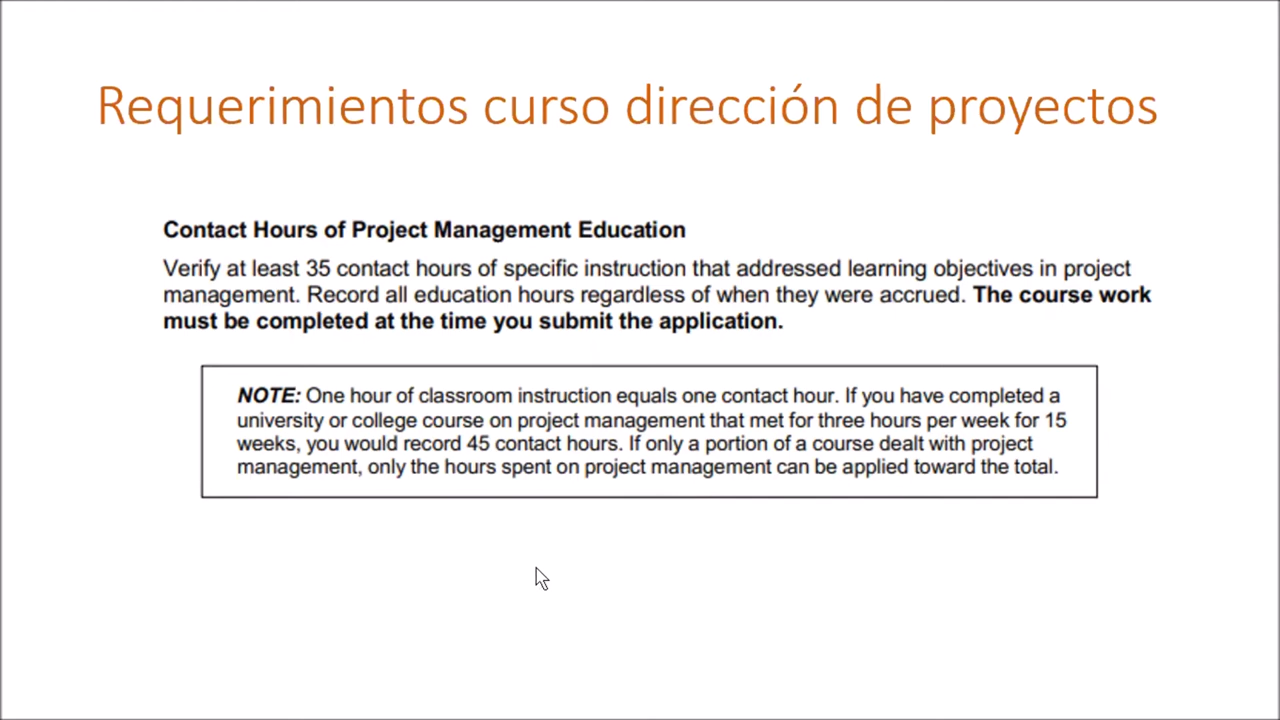 Requerimientos curso dirección de proyectos
Contact Hours of Project Management Education
Verify at least 35 contact hours of specific instruction that addressed learning objectives in project
management. Record all education hours regardless of when they were accrued. The course work
must be completed at the time you submit the application.
NOTE: One hour of classroom instruction equals one contact hour. If you have completed a
university or college course on project management that met for three hours per week for 15
weeks, you would record 45 contact hours. If only a portion of a course dealt with project
management, only the hours spent on project management can be applied toward the total.